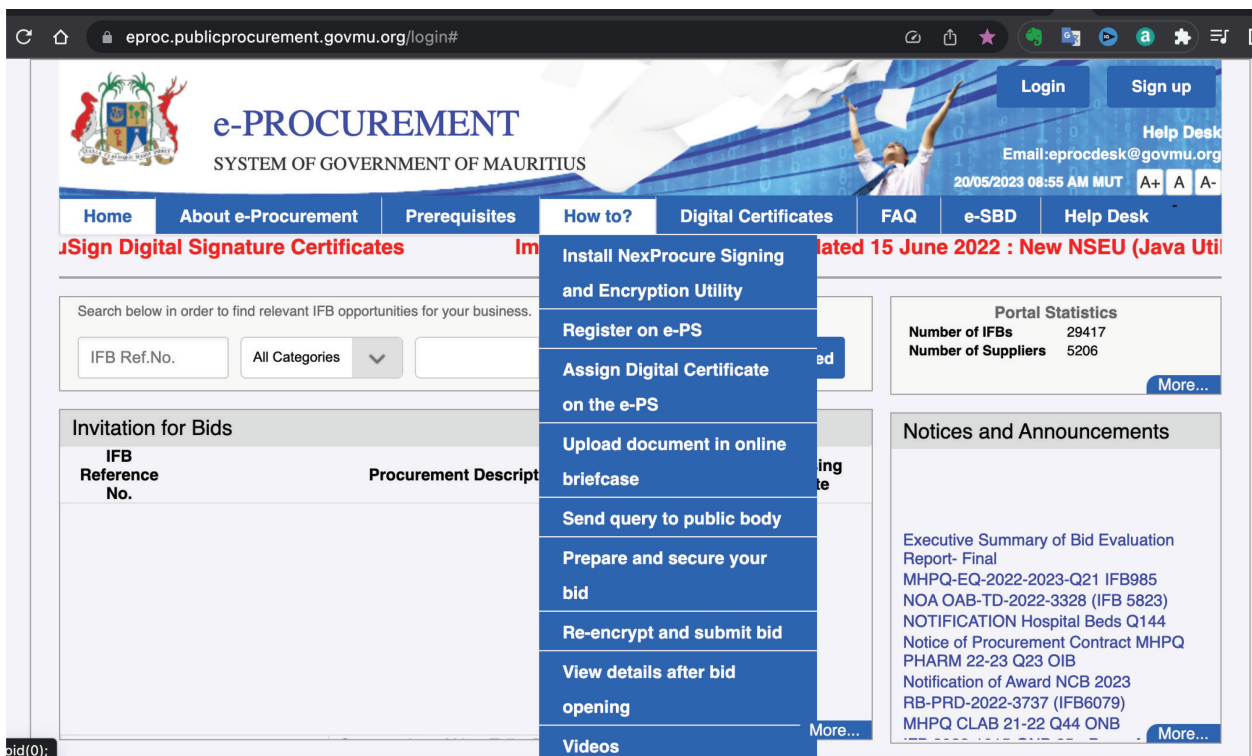 eproc.publicprocurement.govmu.org/login#
Login
Sign up
e-PROCUREMENT
SYSTEM OF GOVERNMENT OF MAURITIUS
Help Desk
Email:eprocdesk@govmu.org
20/05/2023 08:55 AM MUT A+ A A-
Home About e-Procurement Prerequisites How to? Digital Certificates FAQ e-SBD Help Desk
uSign Digital Signature Certificates Im lated 15 June 2022 : New NSEU (Java Util
Install NexProcure Signing
and Encryption Utility
Register on e-PS
Assign Digital Certificate
on the e-PS
Upload document in online
briefcase
Send query to public body
Prepare and secure your
bid
Re-encrypt and submit bid
View details after bid
opening
Videos
Search below in order to find relevant IFB opportunities for your business.
IFB Ref.No. All Categories ed
Portal Statistics
Number of IFBs 29417
Number of Suppliers 5206
More...
Invitation for Bids
IFB
Reference
No.
Procurement Descript
ing
te
More...
Notices and Announcements
Executive Summary of Bid Evaluation
Report- Final
MHPQ-EQ-2022-2023-Q21 IFB985
NOA OAB-TD-2022-3328 (IFB 5823)
NOTIFICATION Hospital Beds Q144
Notice of Procurement Contract MHPQ
PHARM 22-23 Q23 OIB
Notification of Award NCB 2023
RB-PRD-2022-3737 (IFB6079)
MHPQ CLAB 21-22 Q44 ONB
More...
oid(0);